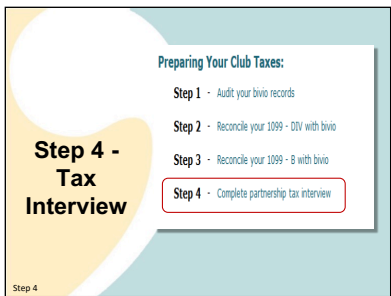 Preparing Your Club Taxes:
Step 1 - Audit your bivio records
Step 2 - Reconcile your 1099 - DIV with bivio
Step 3 - Reconcile your 1099 - B with bivio
Step 4 - Complete partnership tax interview
Step 4 -
Tax
Interview
Step 4